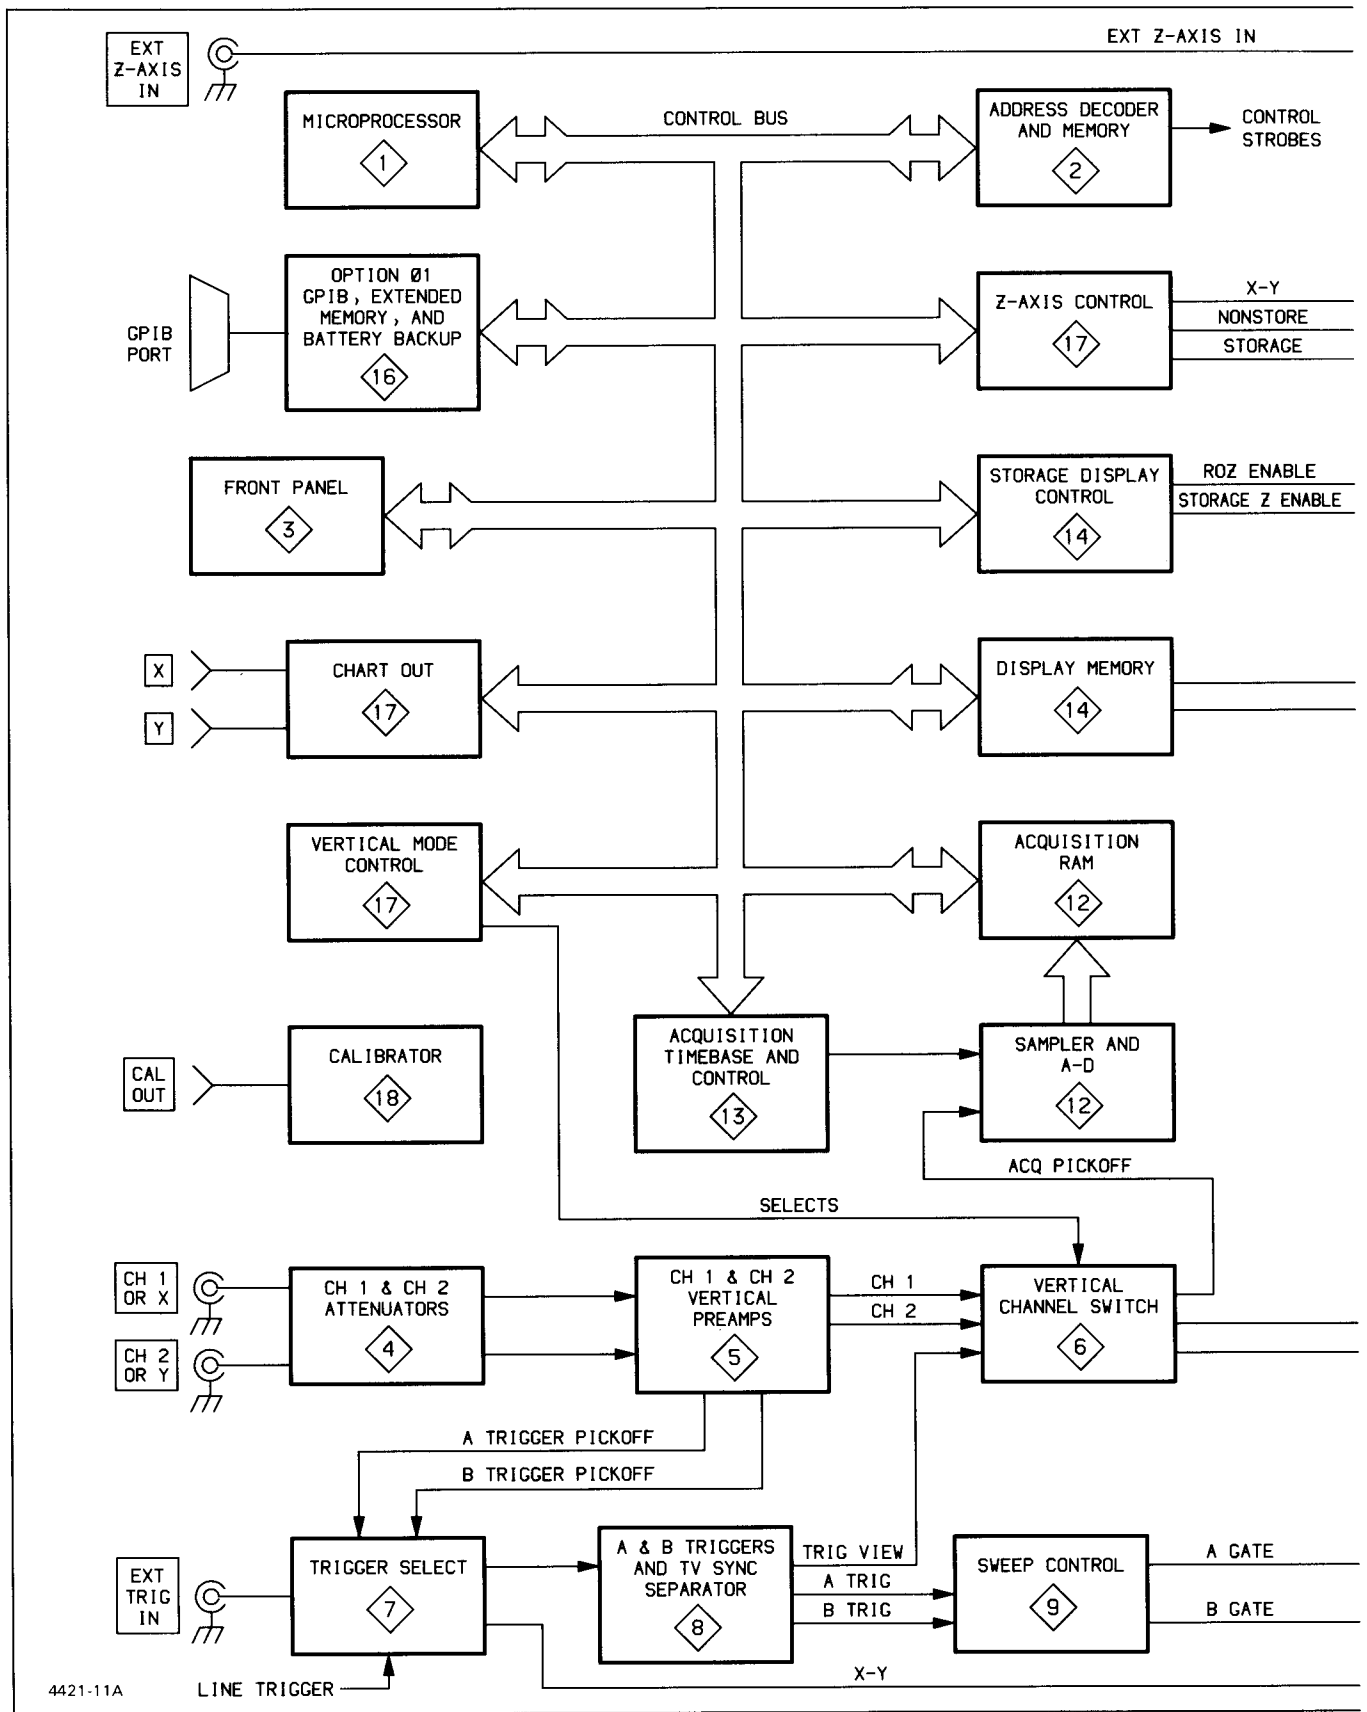 EXT
Z-AXIS
IN
EXT Z-AXIS IN
MICROPROCESSOR
1
CONTROL BUS
ADDRESS DECODER
AND MEMORY
2
CONTROL
STROBES
GPIB
PORT
OPTION Ø1
GPIB, EXTENDED
MEMORY, AND
BATTERY BACKUP
16
Z-AXIS CONTROL
17
X-Y
NONSTORE
STORAGE
FRONT PANEL
3
STORAGE DISPLAY
CONTROL
14
ROZ ENABLE
STORAGE Z ENABLE
X
Y
CHART OUT
17
DISPLAY MEMORY
14
VERTICAL MODE
CONTROL
17
ACQUISITION
RAM
12
CAL
OUT
CALIBRATOR
18
ACQUISITION
TIMEBASE AND
CONTROL
13
SAMPLER AND
A-D
12
ACQ PICKOFF
SELECTS
CH 1
OR X
CH 2
OR Y
CH 1 & CH 2
ATTENUATORS
4
CH 1 & CH 2
VERTICAL
PREAMPS
5
CH 1
CH 2
VERTICAL
CHANNEL SWITCH
6
A TRIGGER PICKOFF
B TRIGGER PICKOFF
EXT
TRIG
IN
TRIGGER SELECT
7
A & B TRIGGERS
AND TV SYNC
SEPARATOR
8
TRIG VIEW
A TRIG
B TRIG
SWEEP CONTROL
9
A GATE
B GATE
X-Y
4421-11A
LINE TRIGGER